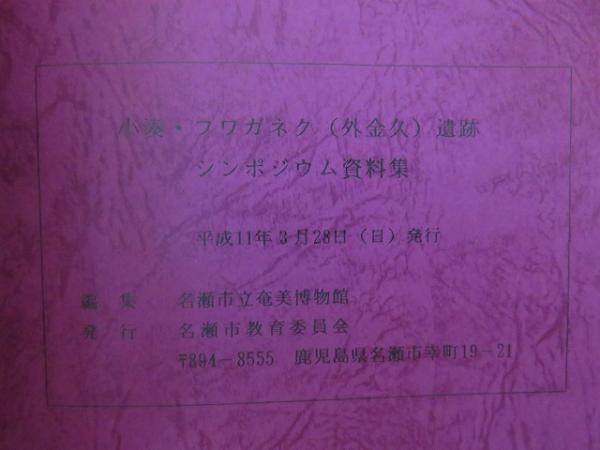 小湊・フワガネク（外金久）遺跡
シンポジウム資料集
平成11年3月28日（日）発行
編　集　名瀬市立奄美博物館
発　行　名瀬市教育委員会
〒894－8555　鹿児島県名瀬市幸町19－21